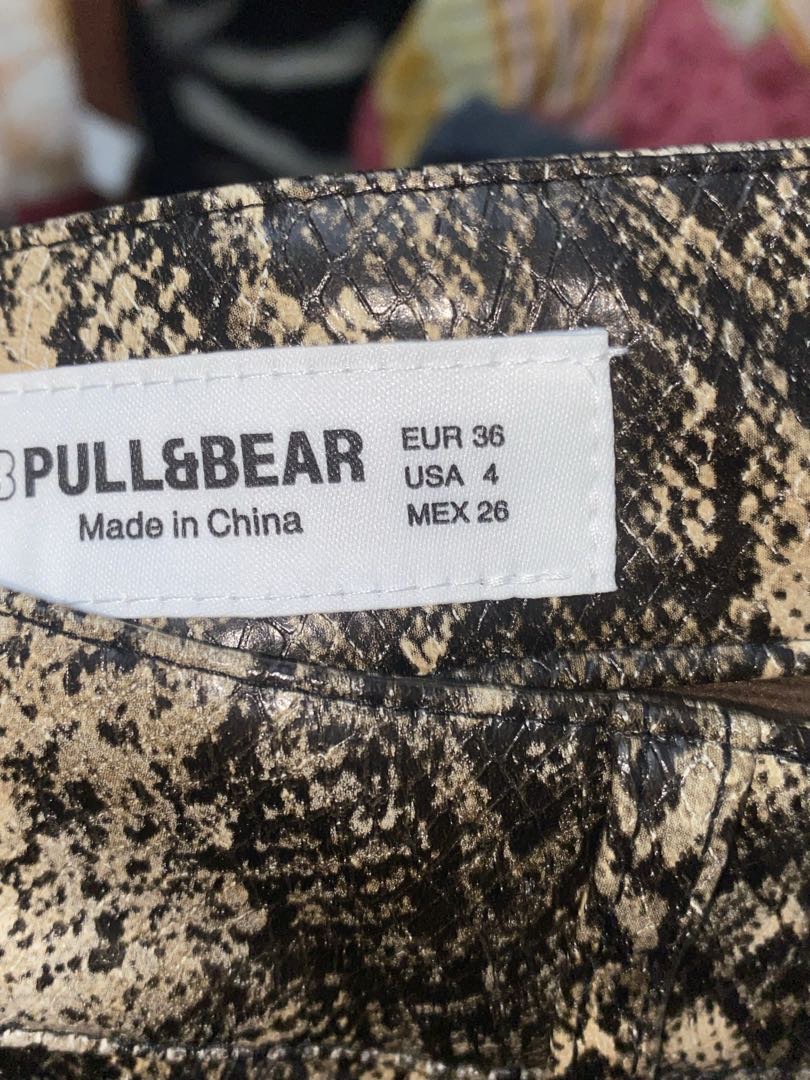 PULL&BEAR
Made in China
EUR 36
USA 4
MEX 26